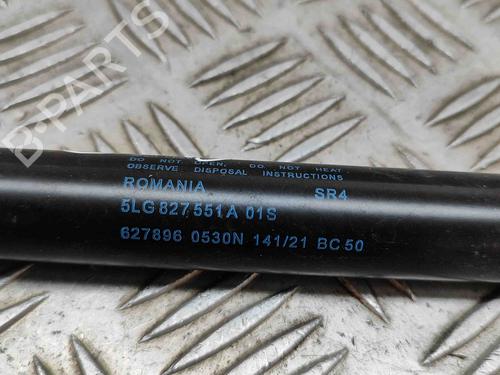 B-PARTS
DO NOT OPEN. DO NOT HEAT
OBSERVE DISPOSAL INSTRUCTIONS
ROMANIA SR4
5LG 827 551 A 01S
627896 0530N 141/21 BC 50